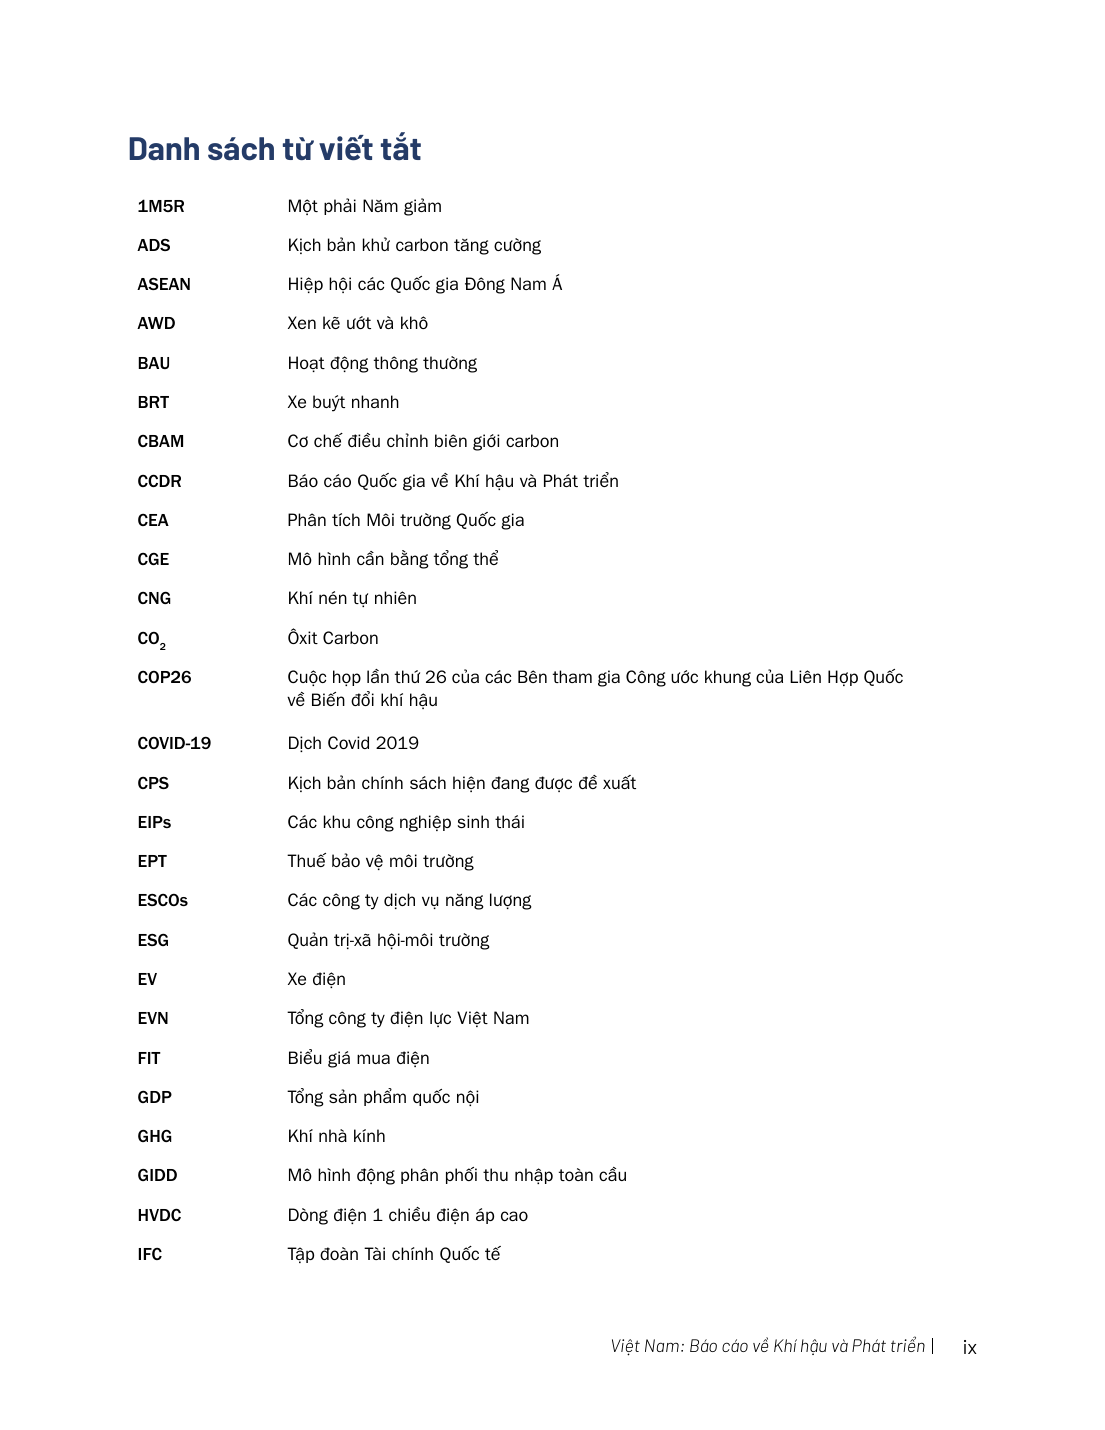 Danh sách từ viết tắt
1M5R Một phải Năm giảm
ADS Kịch bản khử carbon tăng cường
ASEAN Hiệp hội các Quốc gia Đông Nam Á
AWD Xen kẽ ướt và khô
BAU Hoạt động thông thường
BRT Xe buýt nhanh
CBAM Cơ chế điều chỉnh biên giới carbon
CCDR Báo cáo Quốc gia về Khí hậu và Phát triển
CEA Phân tích Môi trường Quốc gia
CGE Mô hình cần bằng tổng thể
CNG Khí nén tự nhiên
CO₂ Ôxit Carbon
COP26 Cuộc họp lần thứ 26 của các Bên tham gia Công ước khung của Liên Hợp Quốc
về Biến đổi khí hậu
COVID-19 Dịch Covid 2019
CPS Kịch bản chính sách hiện đang được đề xuất
EIPs Các khu công nghiệp sinh thái
EPT Thuế bảo vệ môi trường
ESCOs Các công ty dịch vụ năng lượng
ESG Quản trị-xã hội-môi trường
EV Xe điện
EVN Tổng công ty điện lực Việt Nam
FIT Biểu giá mua điện
GDP Tổng sản phẩm quốc nội
GHG Khí nhà kính
GIDD Mô hình động phân phối thu nhập toàn cầu
HVDC Dòng điện 1 chiều điện áp cao
IFC Tập đoàn Tài chính Quốc tế
Việt Nam: Báo cáo về Khí hậu và Phát triển | ix